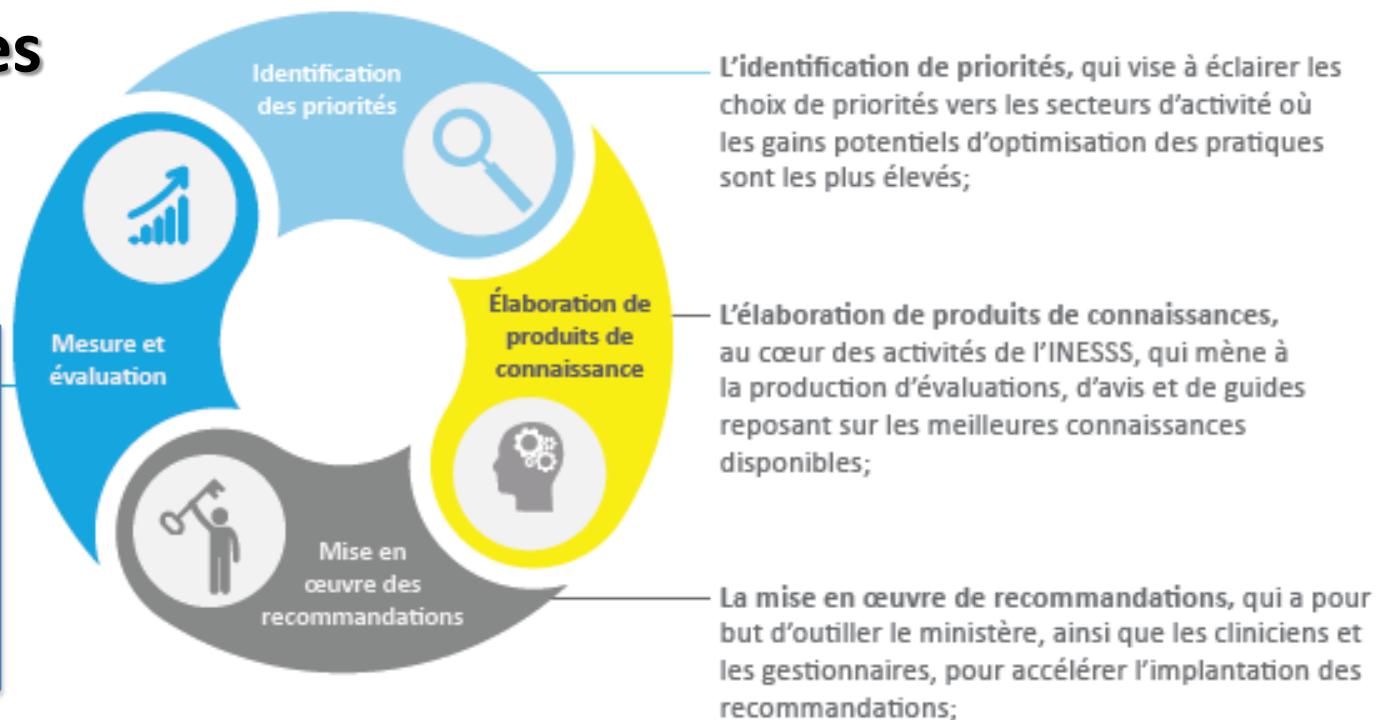 es
Identification
des priorités
L’identification de priorités, qui vise à éclairer les
choix de priorités vers les secteurs d’activité où
les gains potentiels d’optimisation des pratiques
sont les plus élevés;
Élaboration de
produits de
connaissance
L’élaboration de produits de connaissances,
au cœur des activités de l’INESSS, qui mène à
la production d’évaluations, d’avis et de guides
reposant sur les meilleures connaissances
disponibles;
Mesure et
évaluation
Mise en
œuvre des
recommandations
La mise en œuvre de recommandations, qui a pour
but d’outiller le ministère, ainsi que les cliniciens et
les gestionnaires, pour accélérer l’implantation des
recommandations;